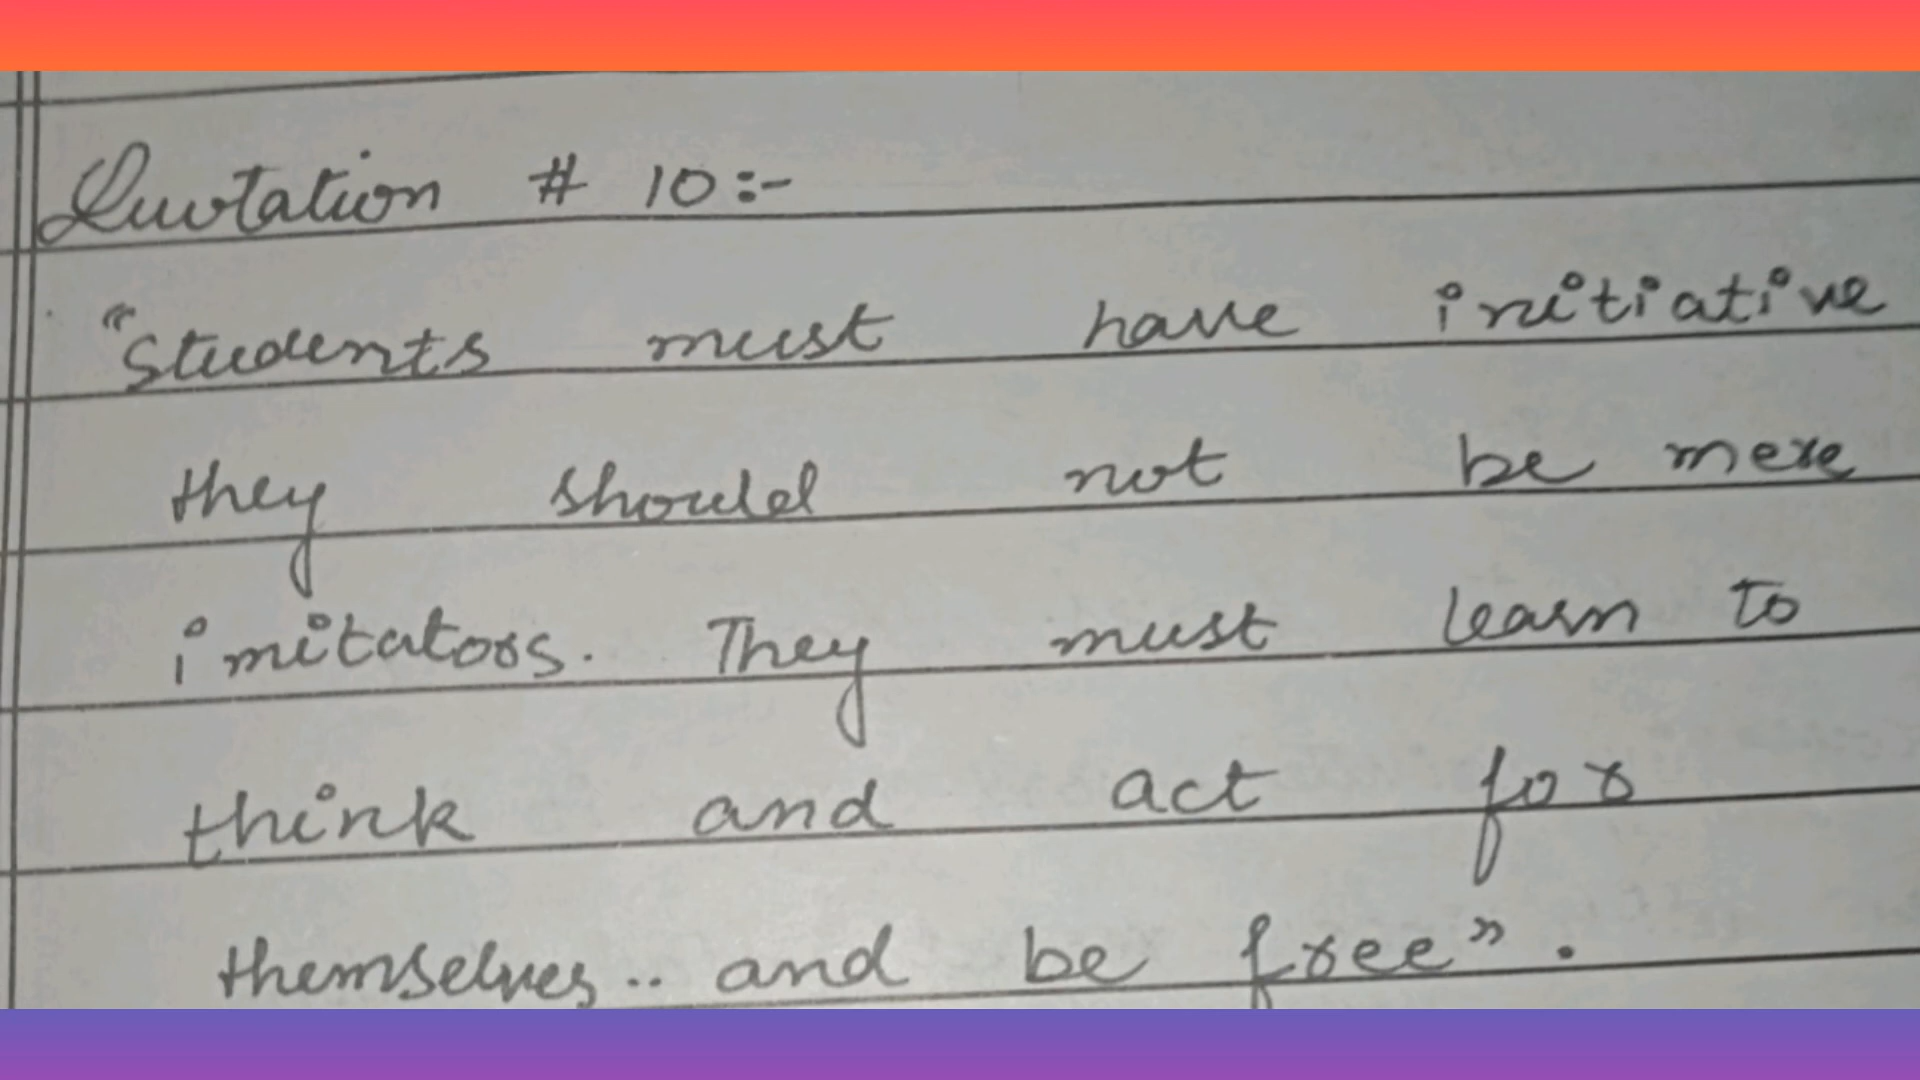 Quotation # 10:-
"Students must have initiative
they should not be mere
imitators. They must learn to
think and act for
themselves.. and be free".